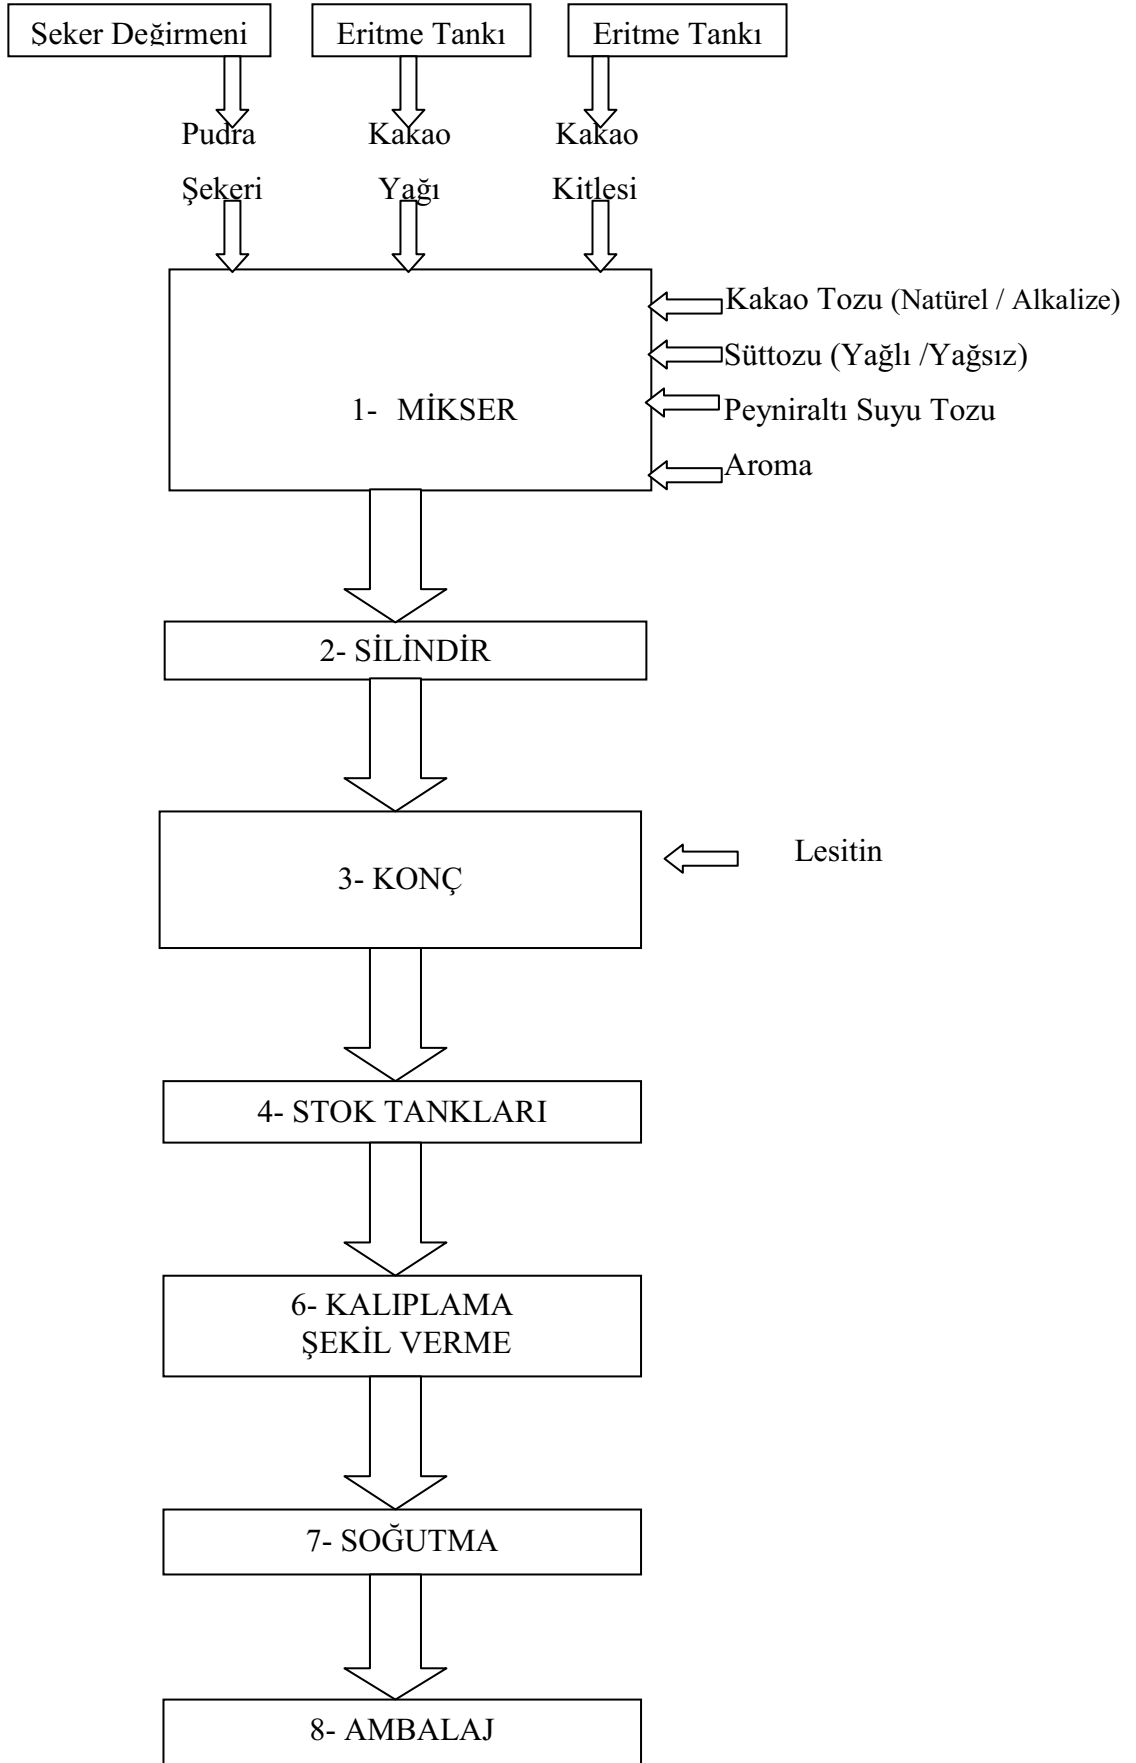 Şeker Değirmeni
Eritme Tankı
Eritme Tankı
Pudra
Şekeri
Kakao
Yağı
Kakao
Kitlesi
Kakao Tozu (Natürel / Alkalize)
Süttozu (Yağlı /Yağsız)
Peyniraltı Suyu Tozu
Aroma
1- MİKSER
2- SİLİNDİR
3- KONÇ
Lesitin
4- STOK TANKLARI
6- KALIPLAMA
ŞEKİL VERME
7- SOĞUTMA
8- AMBALAJ